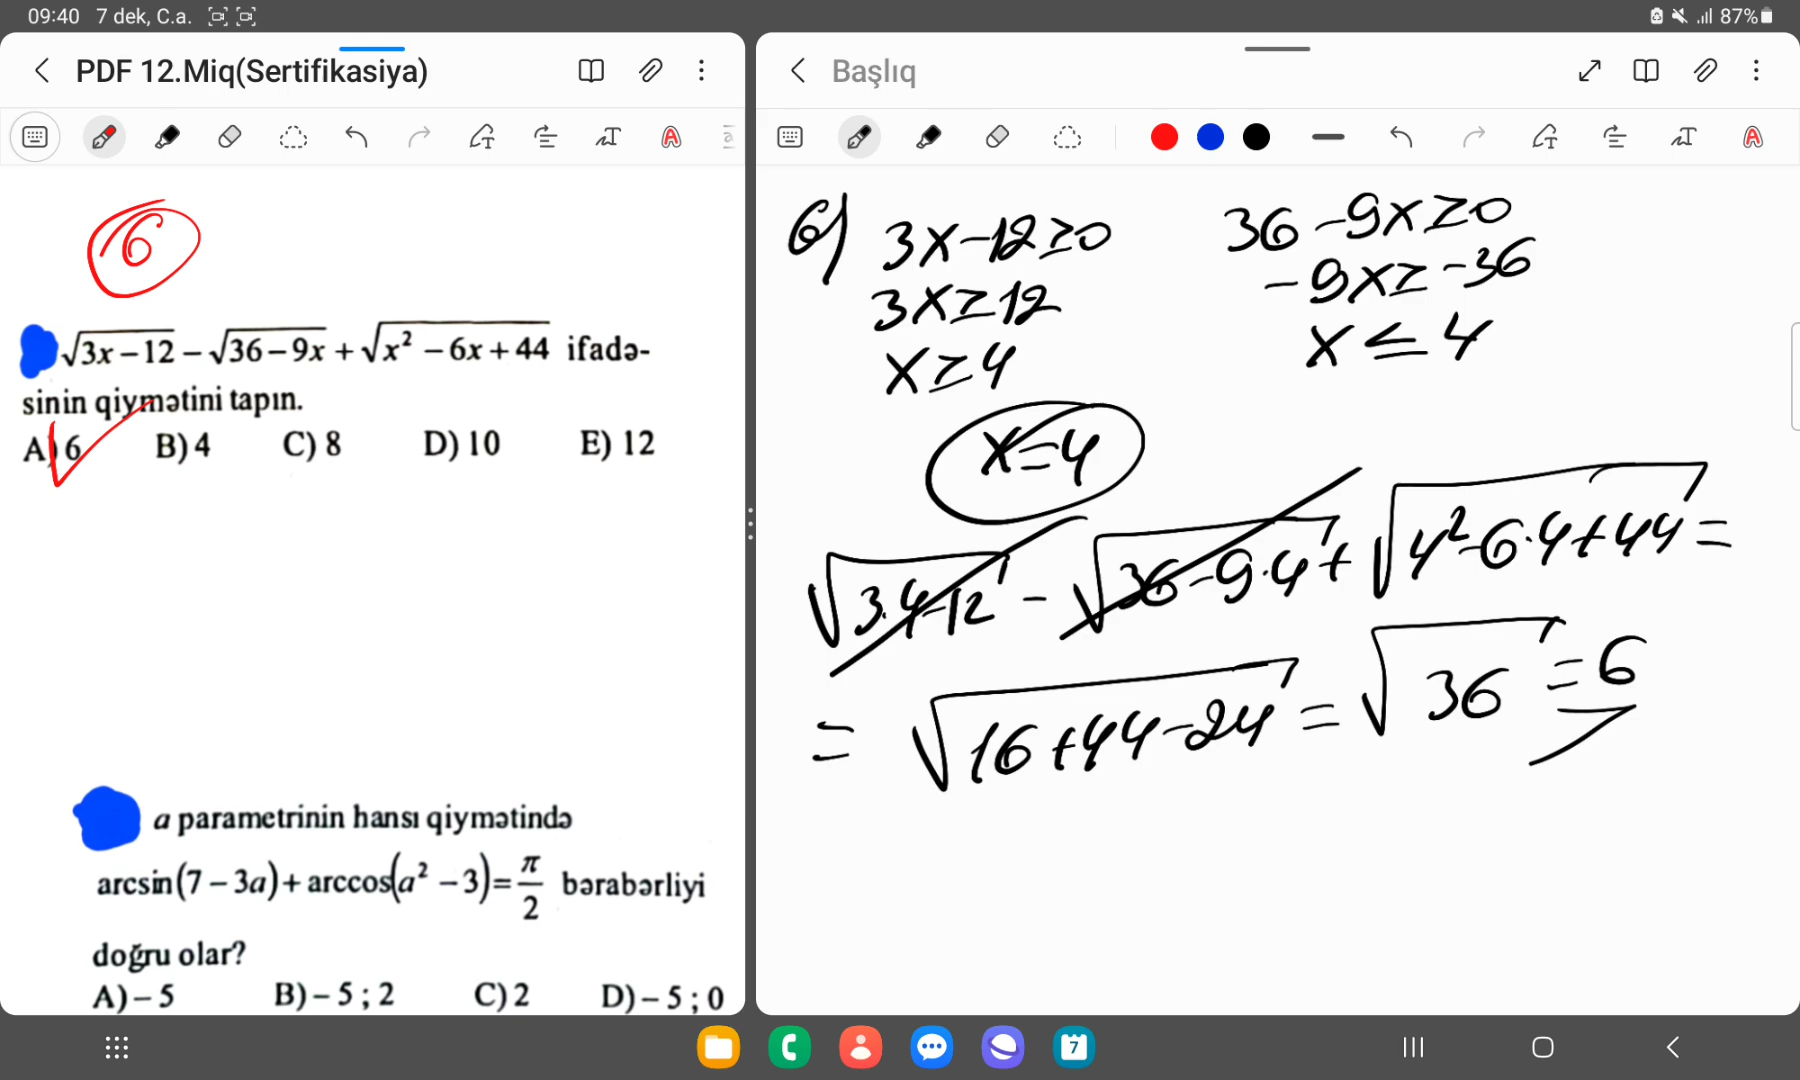 09:40 7 dek, C.a. 87%
PDF 12.Miq(Sertifikasiya)
6
√3x – 12 – √36 – 9x + √x² – 6x + 44 ifadə-
sinin qiymətini tapın.
A) 6 B) 4 C) 8 D) 10 E) 12
a parametrinin hansı qiymətində
arcsin(7 – 3a) + arccos(a² – 3) = π/2 bərabərliyi
doğru olar?
A) – 5 B) – 5 ; 2 C) 2 D) – 5 ; 0
Başlıq
6) 3x-12≥0 36-9x≥0
3x≥12 -9x≥-36
x≥4 x≤4
x=4
√3·4-12 - √36-9·4 + √4²-6·4+44 =
= √16+44-24 = √36 = 6
7